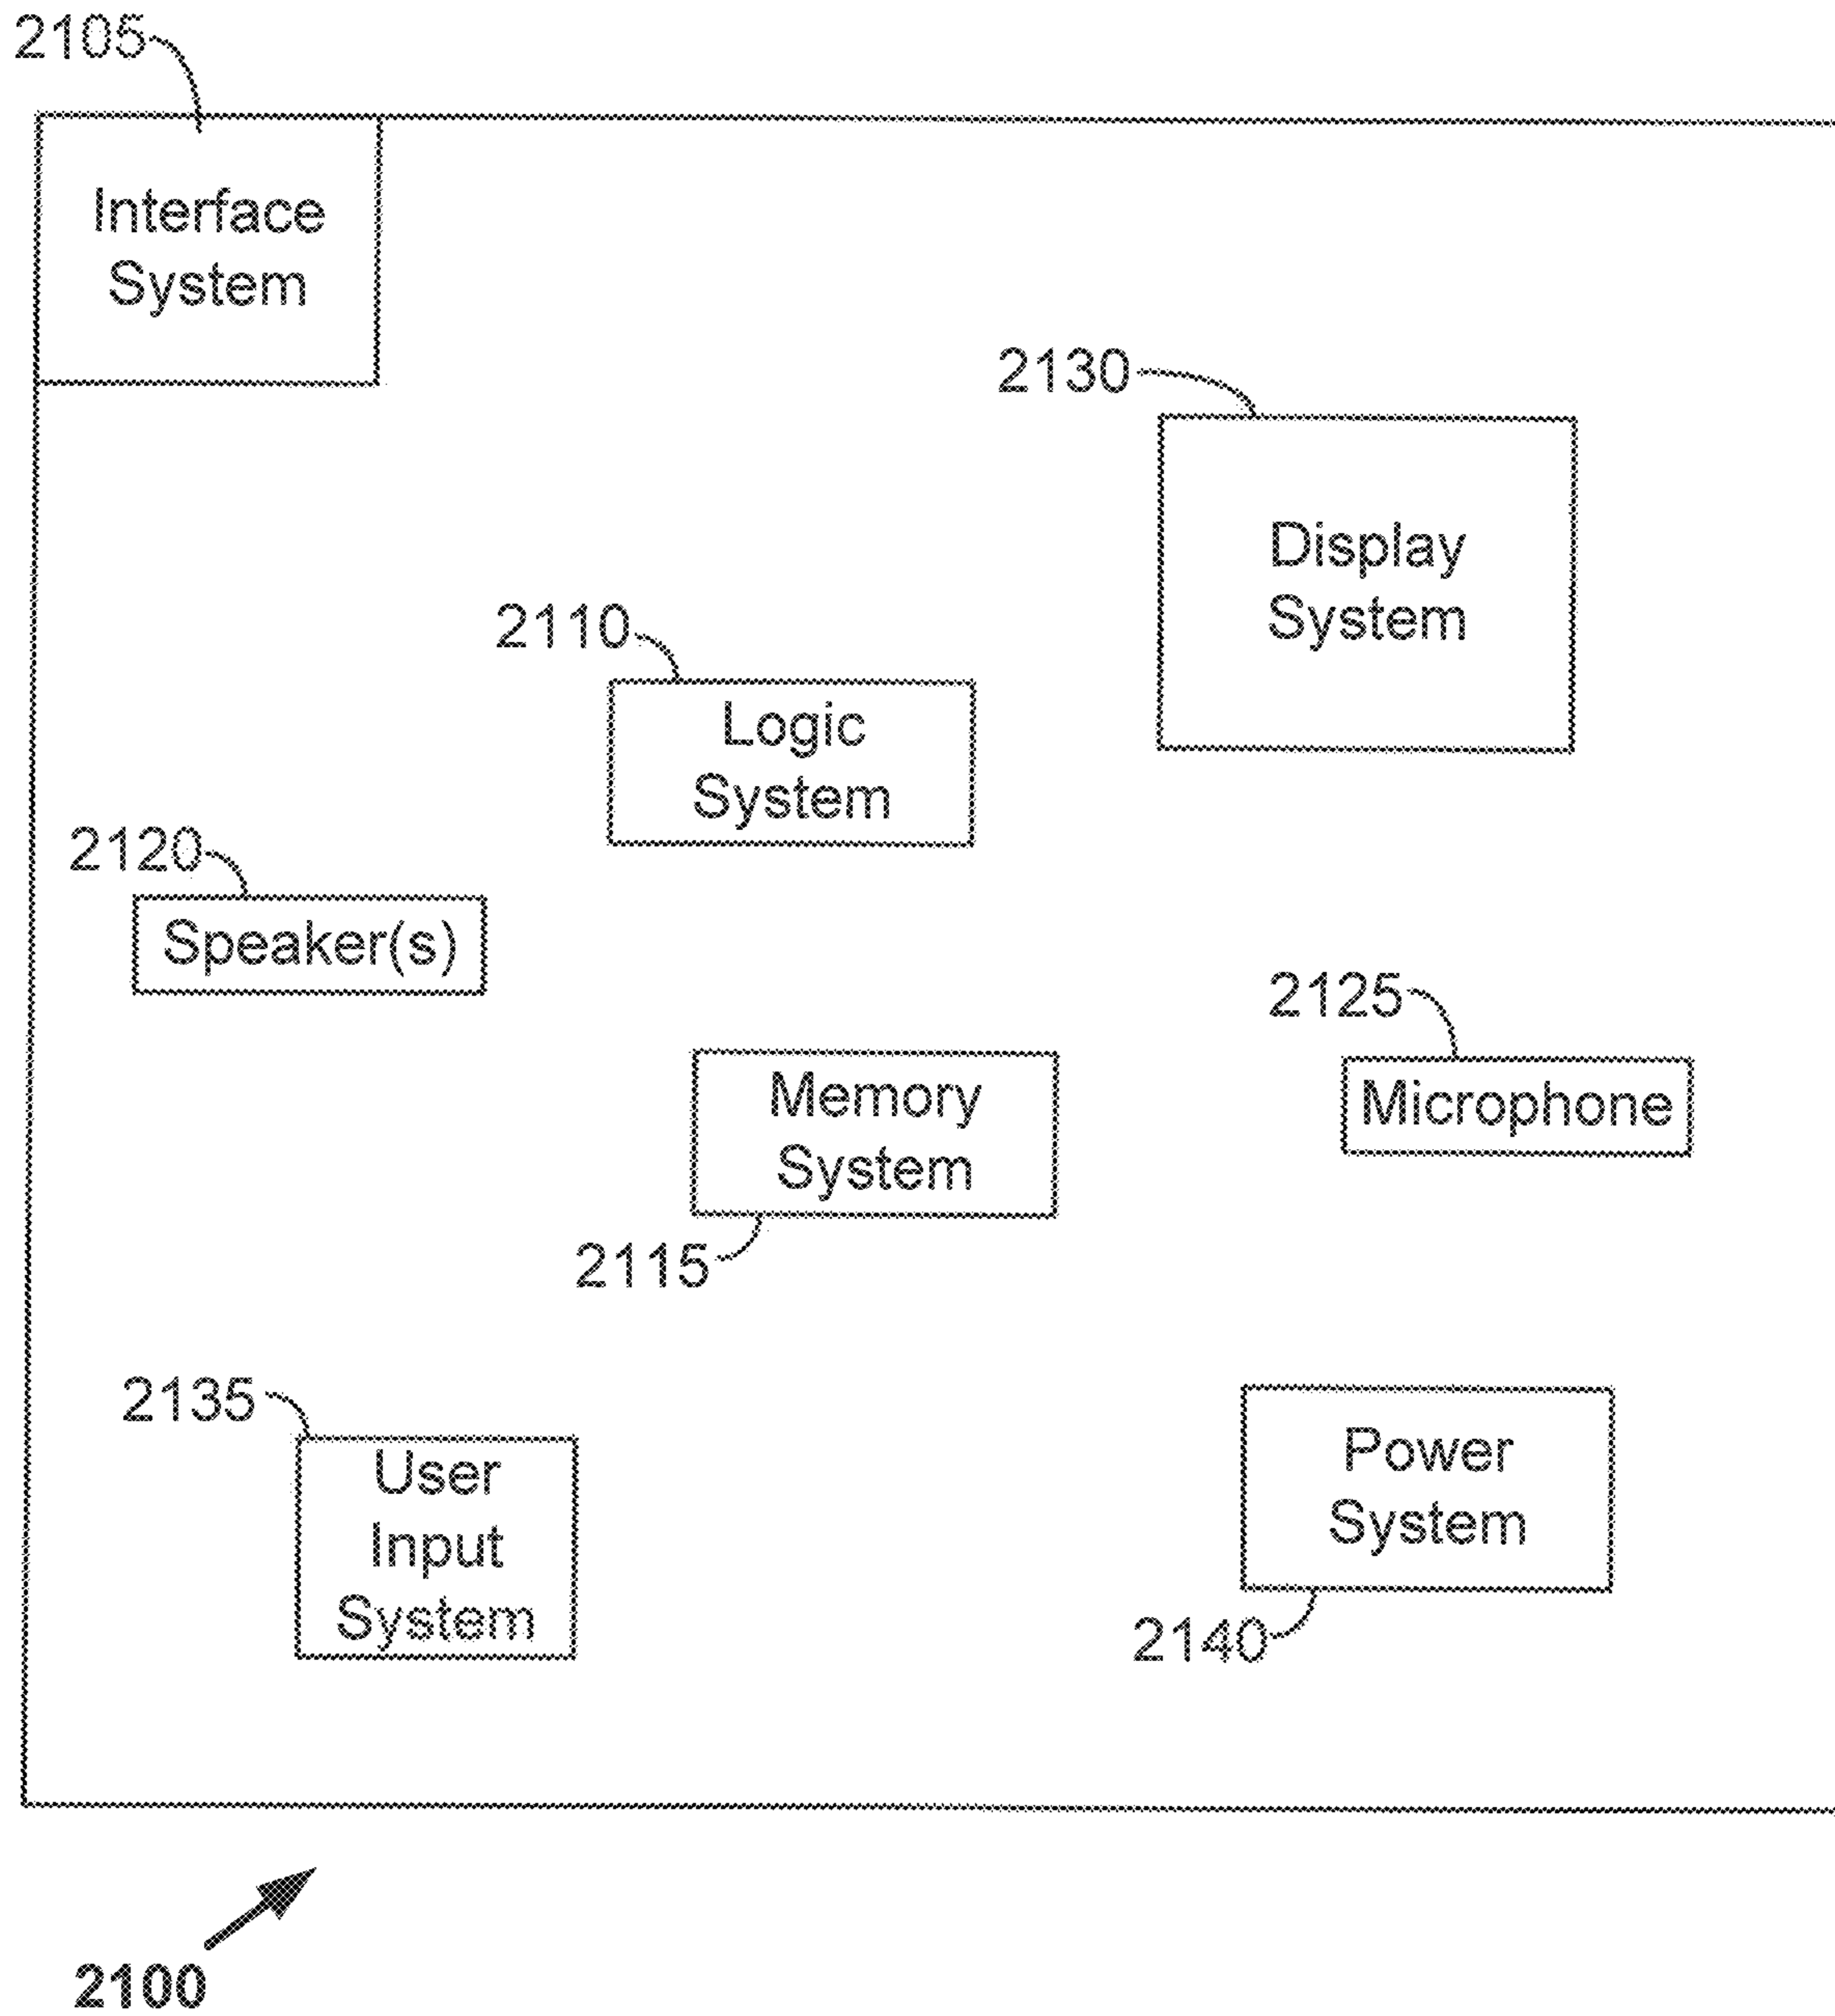 2105
Interface
System
2130
Display
System
2110
Logic
System
2120
Speaker(s)
2125
Microphone
Memory
System
2115
2135
User
Input
System
Power
System
2140
2100